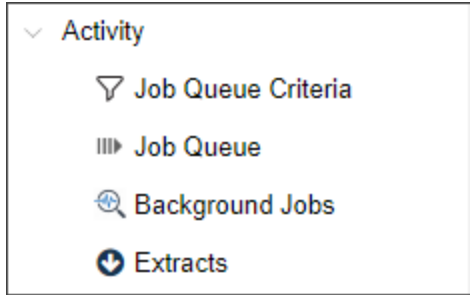 Activity
Job Queue Criteria
Job Queue
Background Jobs
Extracts